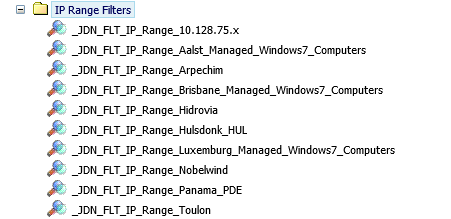 IP Range Filters
_JDN_FLT_IP_Range_10.128.75.x
_JDN_FLT_IP_Range_Aalst_Managed_Windows7_Computers
_JDN_FLT_IP_Range_Arpechim
_JDN_FLT_IP_Range_Brisbane_Managed_Windows7_Computers
_JDN_FLT_IP_Range_Hidrovia
_JDN_FLT_IP_Range_Hulsdonk_HUL
_JDN_FLT_IP_Range_Luxemburg_Managed_Windows7_Computers
_JDN_FLT_IP_Range_Nobelwind
_JDN_FLT_IP_Range_Panama_PDE
_JDN_FLT_IP_Range_Toulon